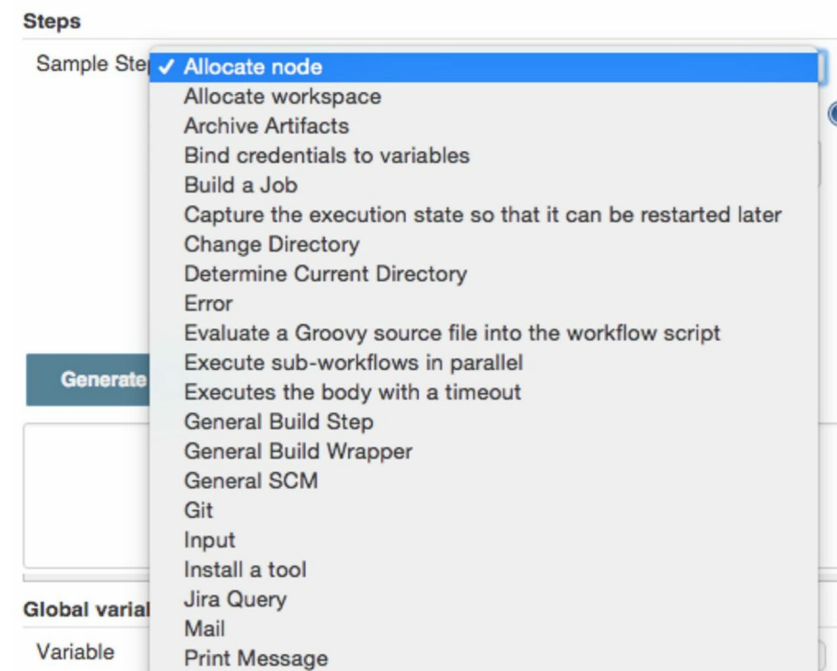 Steps
Sample Step
✓ Allocate node
Allocate workspace
Archive Artifacts
Bind credentials to variables
Build a Job
Capture the execution state so that it can be restarted later
Change Directory
Determine Current Directory
Error
Evaluate a Groovy source file into the workflow script
Execute sub-workflows in parallel
Executes the body with a timeout
General Build Step
General Build Wrapper
General SCM
Git
Input
Install a tool
Jira Query
Mail
Print Message
Generate
Global variab
Variable